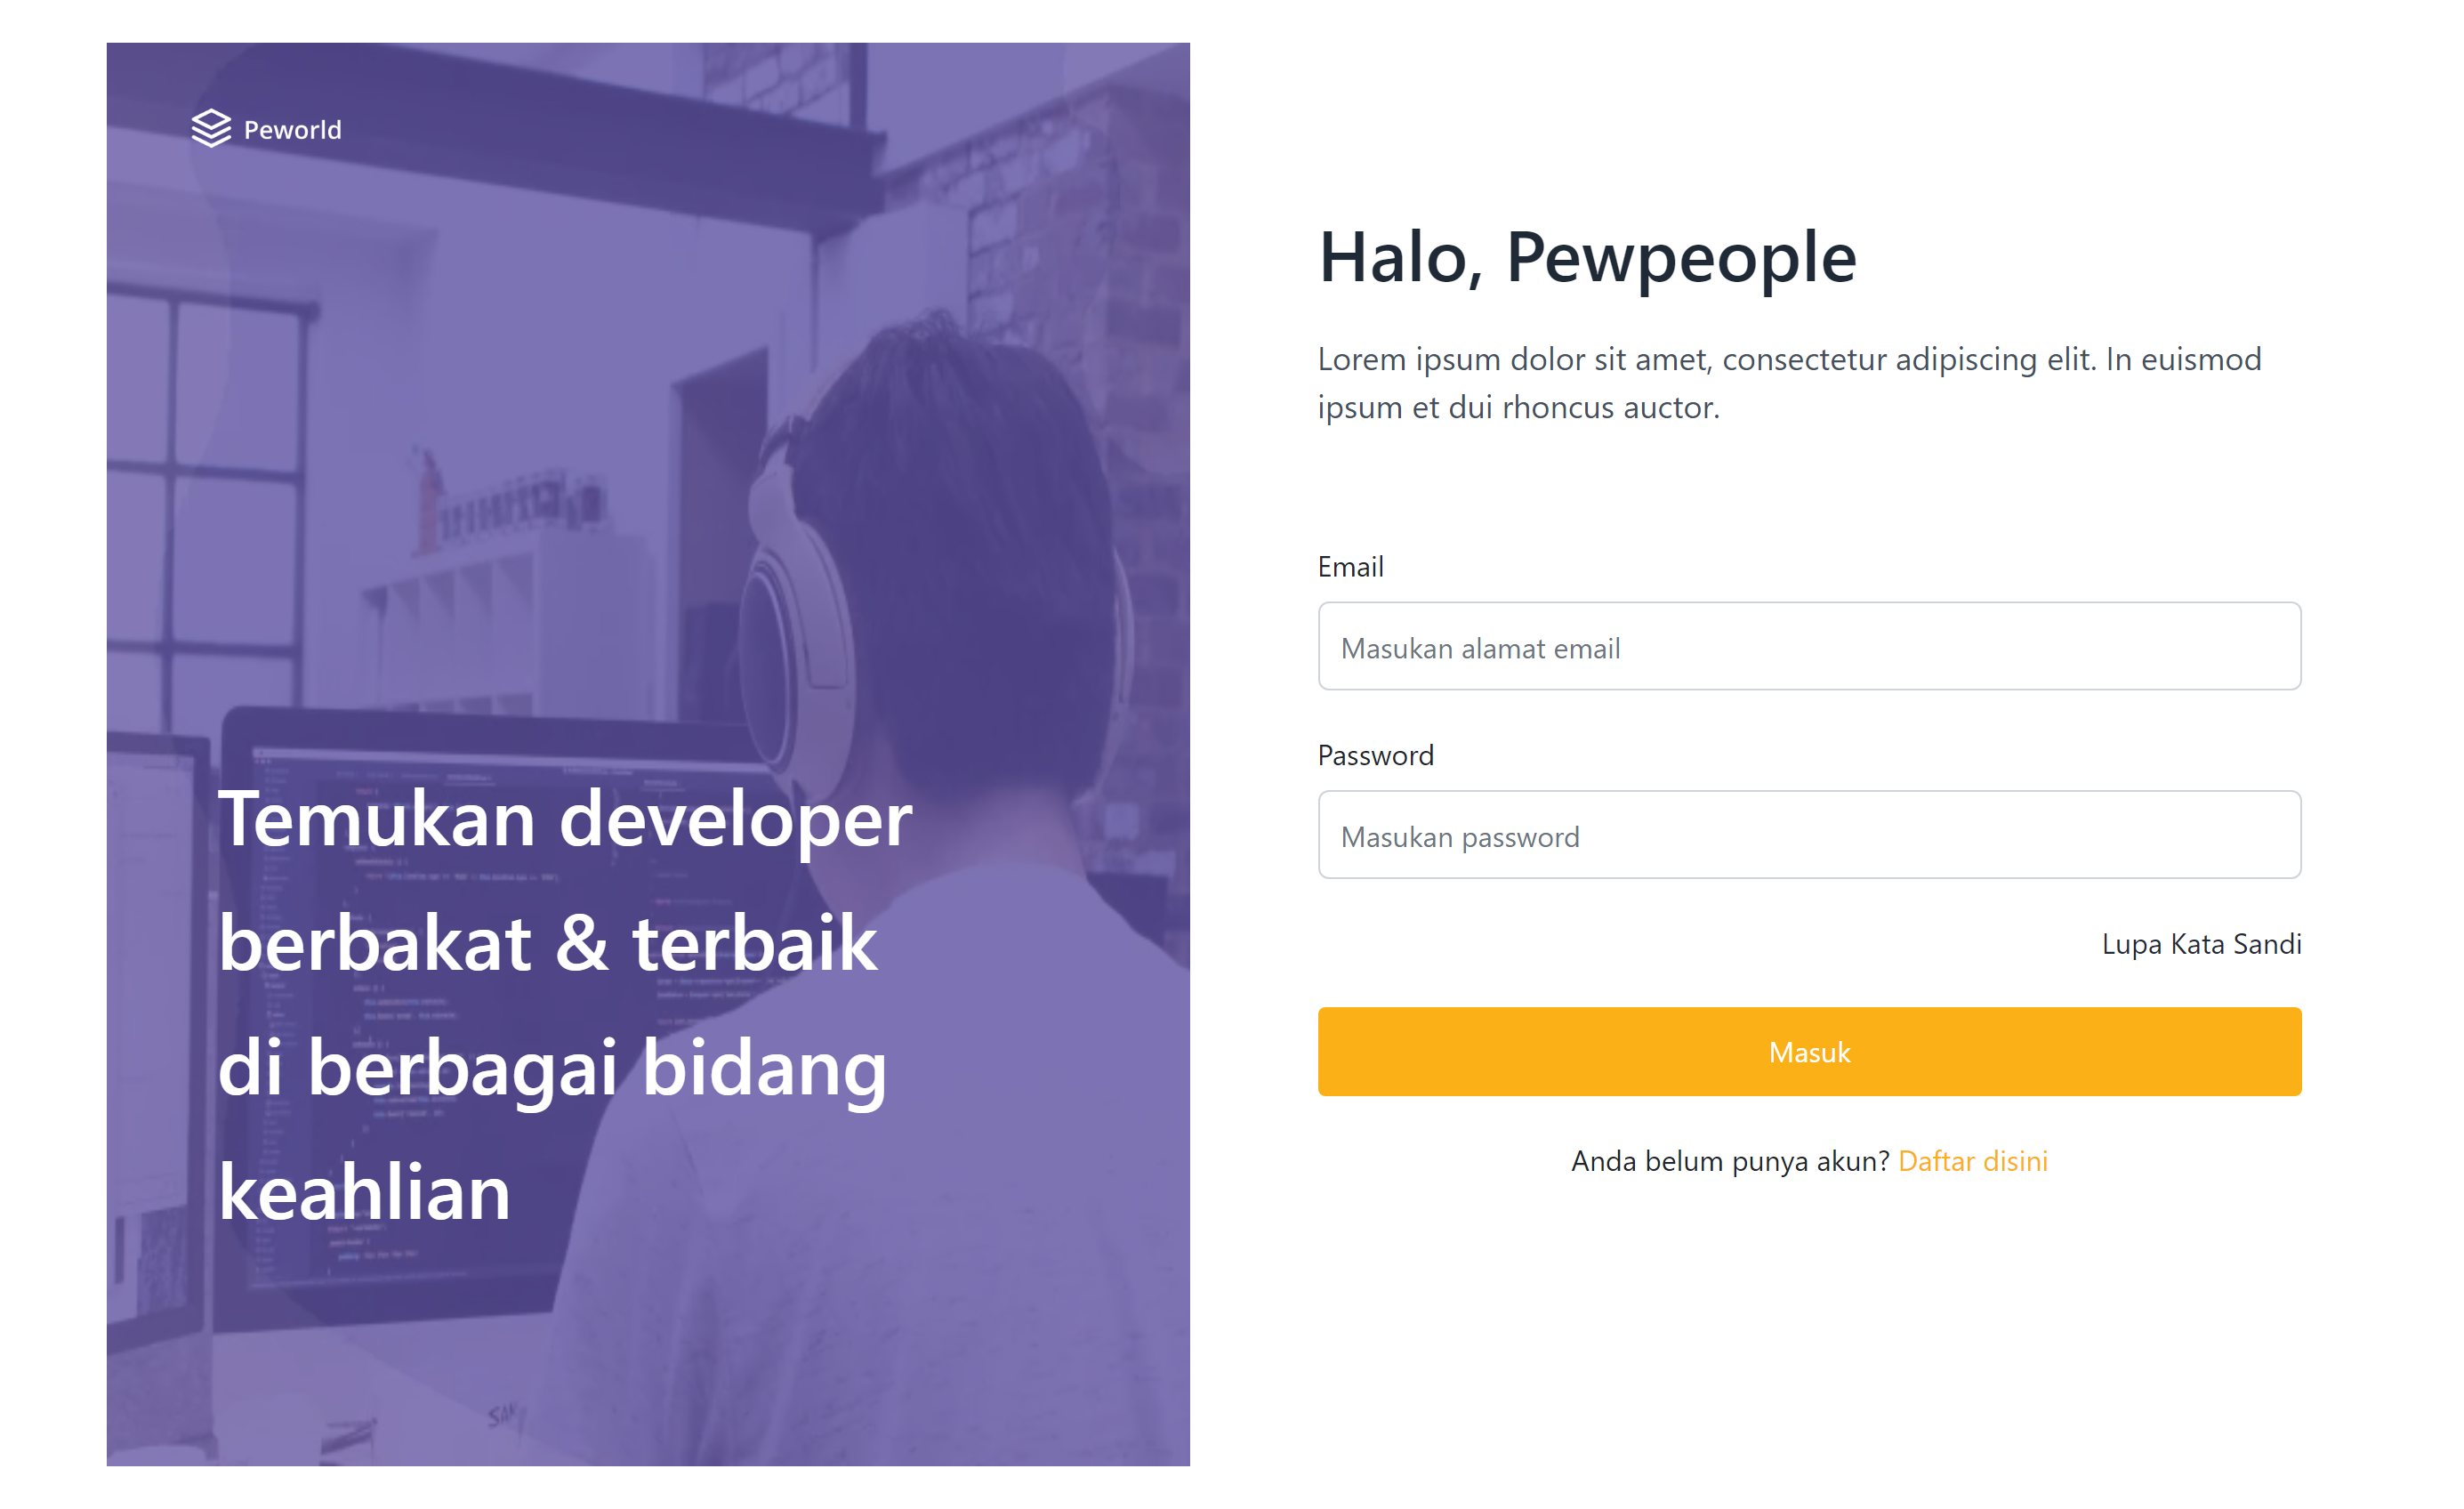 Peworld
Temukan developer
berbakat & terbaik
di berbagai bidang
keahlian
Halo, Pewpeople
Lorem ipsum dolor sit amet, consectetur adipiscing elit. In euismod
ipsum et dui rhoncus auctor.
Email
Masukan alamat email
Password
Masukan password
Lupa Kata Sandi
Masuk
Anda belum punya akun? Daftar disini